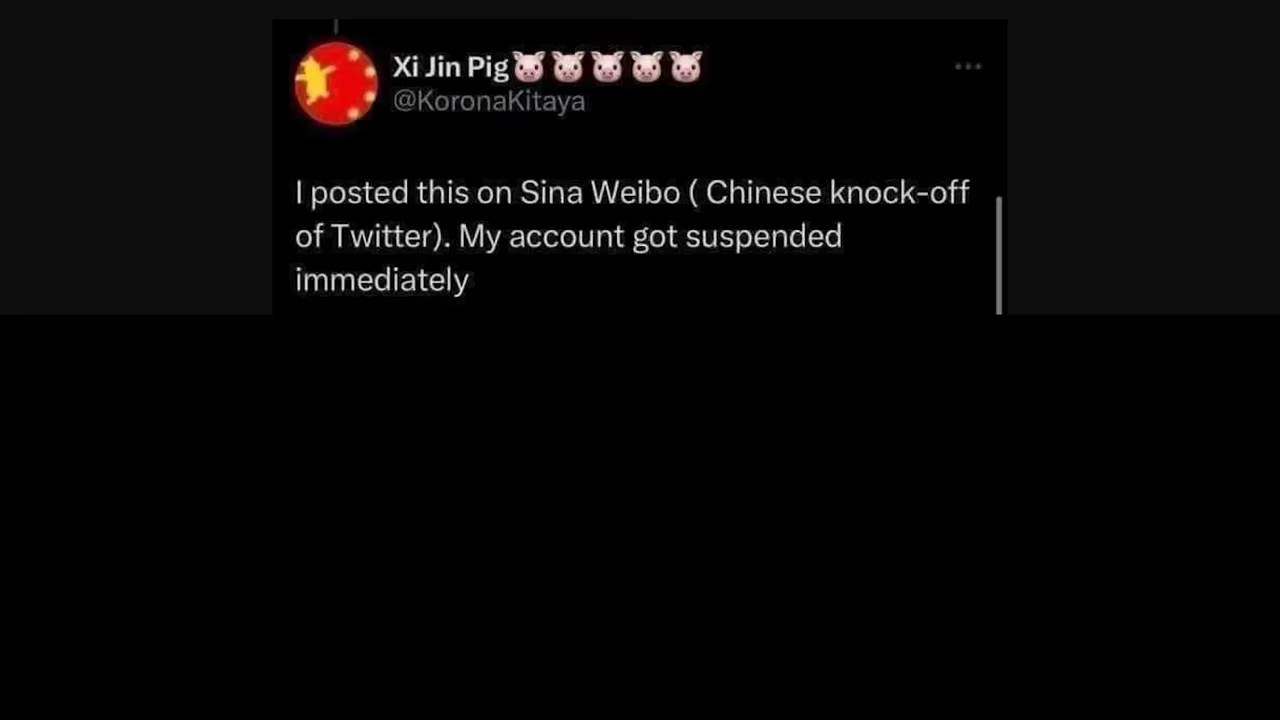 Xi Jin Pig🐷🐷🐷🐷🐷
@KoronaKitaya
I posted this on Sina Weibo ( Chinese knock-off
of Twitter). My account got suspended
immediately